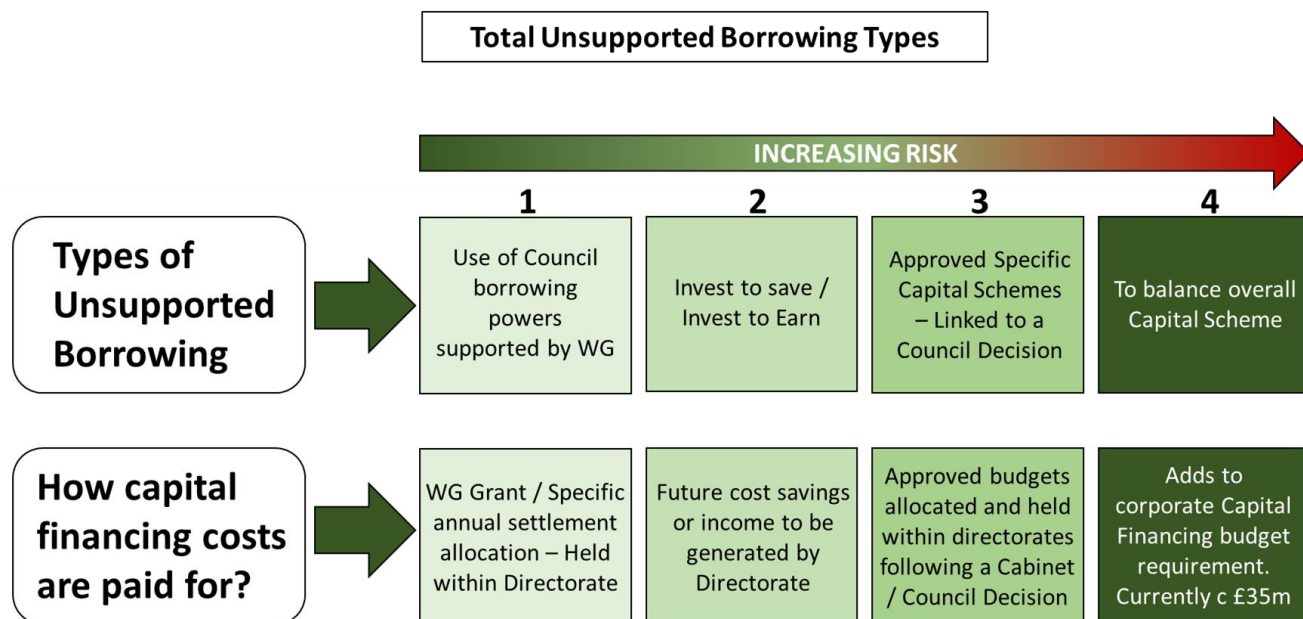 Total Unsupported Borrowing Types
INCREASING RISK
1
2
3
4
Types of
Unsupported
Borrowing
Use of Council
borrowing
powers
supported by WG
Invest to save /
Invest to Earn
Approved Specific
Capital Schemes
– Linked to a
Council Decision
To balance overall
Capital Scheme
How capital
financing costs
are paid for?
WG Grant / Specific
annual settlement
allocation – Held
within Directorate
Future cost savings
or income to be
generated by
Directorate
Approved budgets
allocated and held
within directorates
following a Cabinet
/ Council Decision
Adds to
corporate Capital
Financing budget
requirement.
Currently c £35m